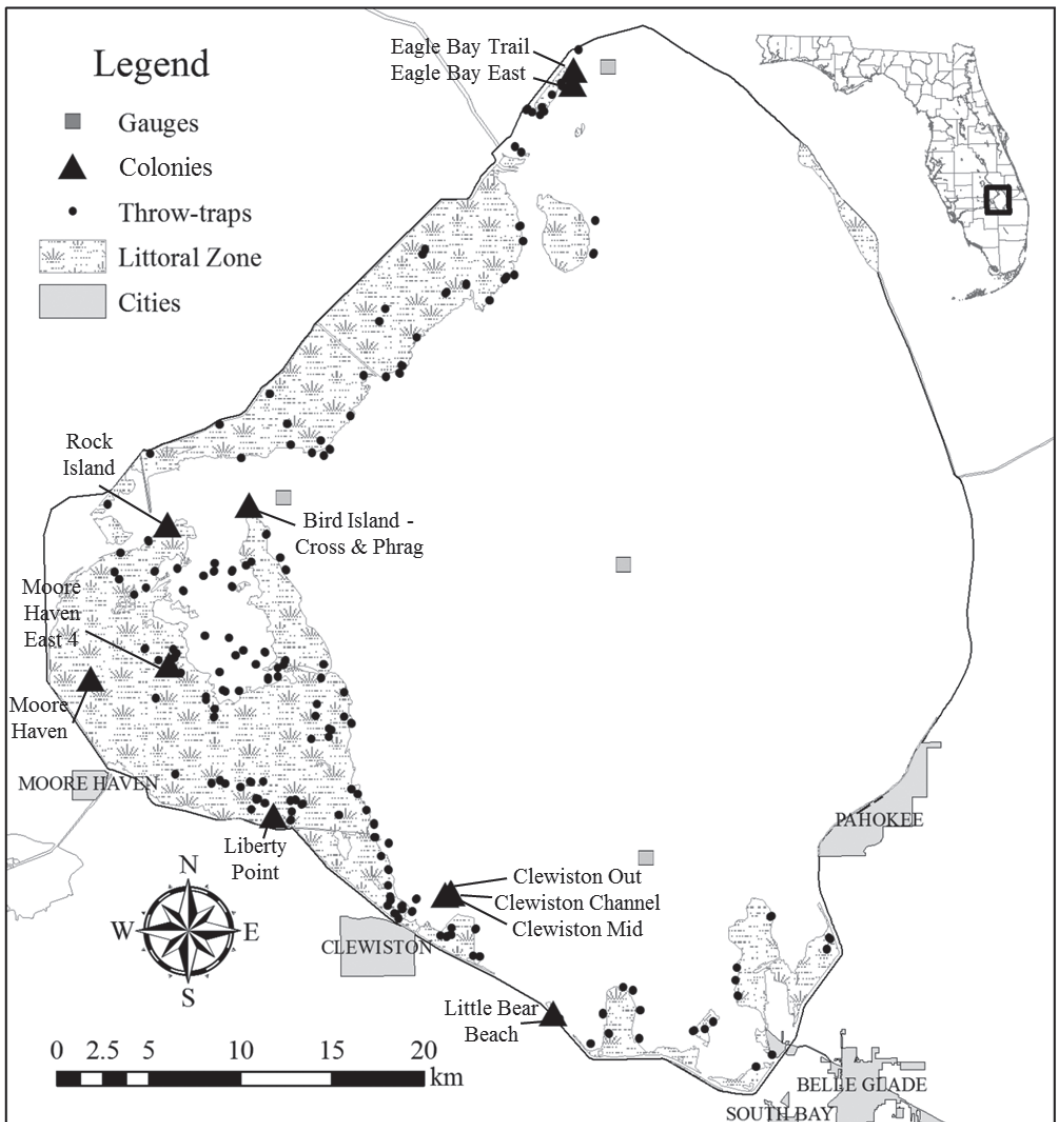 Legend
Gauges
Colonies
Throw-traps
Littoral Zone
Cities
Eagle Bay Trail
Eagle Bay East
Rock
Island
Bird Island -
Cross & Phrag
Moore
Haven
East 4
Moore
Haven
MOORE HAVEN
Liberty
Point
PAHOKEE
Clewiston Out
Clewiston Channel
Clewiston Mid
CLEWISTON
N
W E
S
Little Bear
Beach
0 2.5 5 10 15 20
km
BELLE GLADE
SOUTH BAY